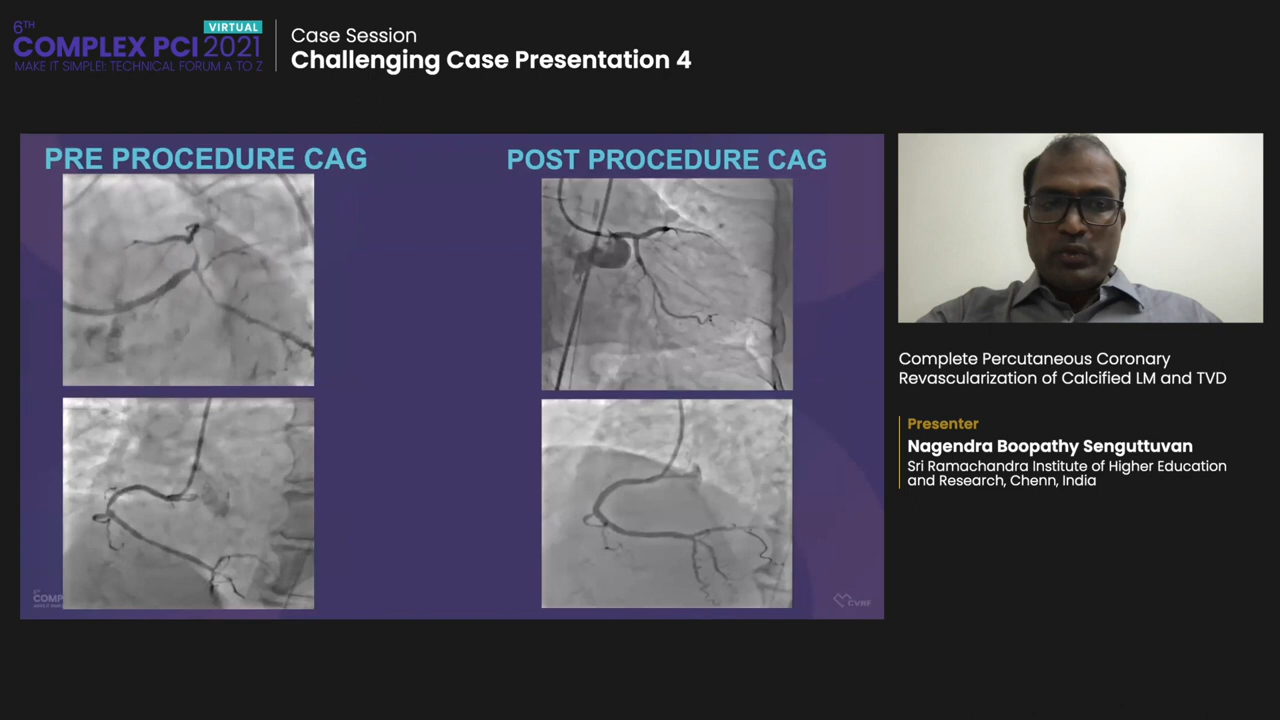 6TH
VIRTUAL
COMPLEX PCI 2021
MAKE IT SIMPLE!: TECHNICAL FORUM A TO Z
Case Session
Challenging Case Presentation 4
PRE PROCEDURE CAG
POST PROCEDURE CAG
COMP
CVRF
Complete Percutaneous Coronary
Revascularization of Calcified LM and TVD
Presenter
Nagendra Boopathy Senguttuvan
Sri Ramachandra Institute of Higher Education
and Research, Chenn, India